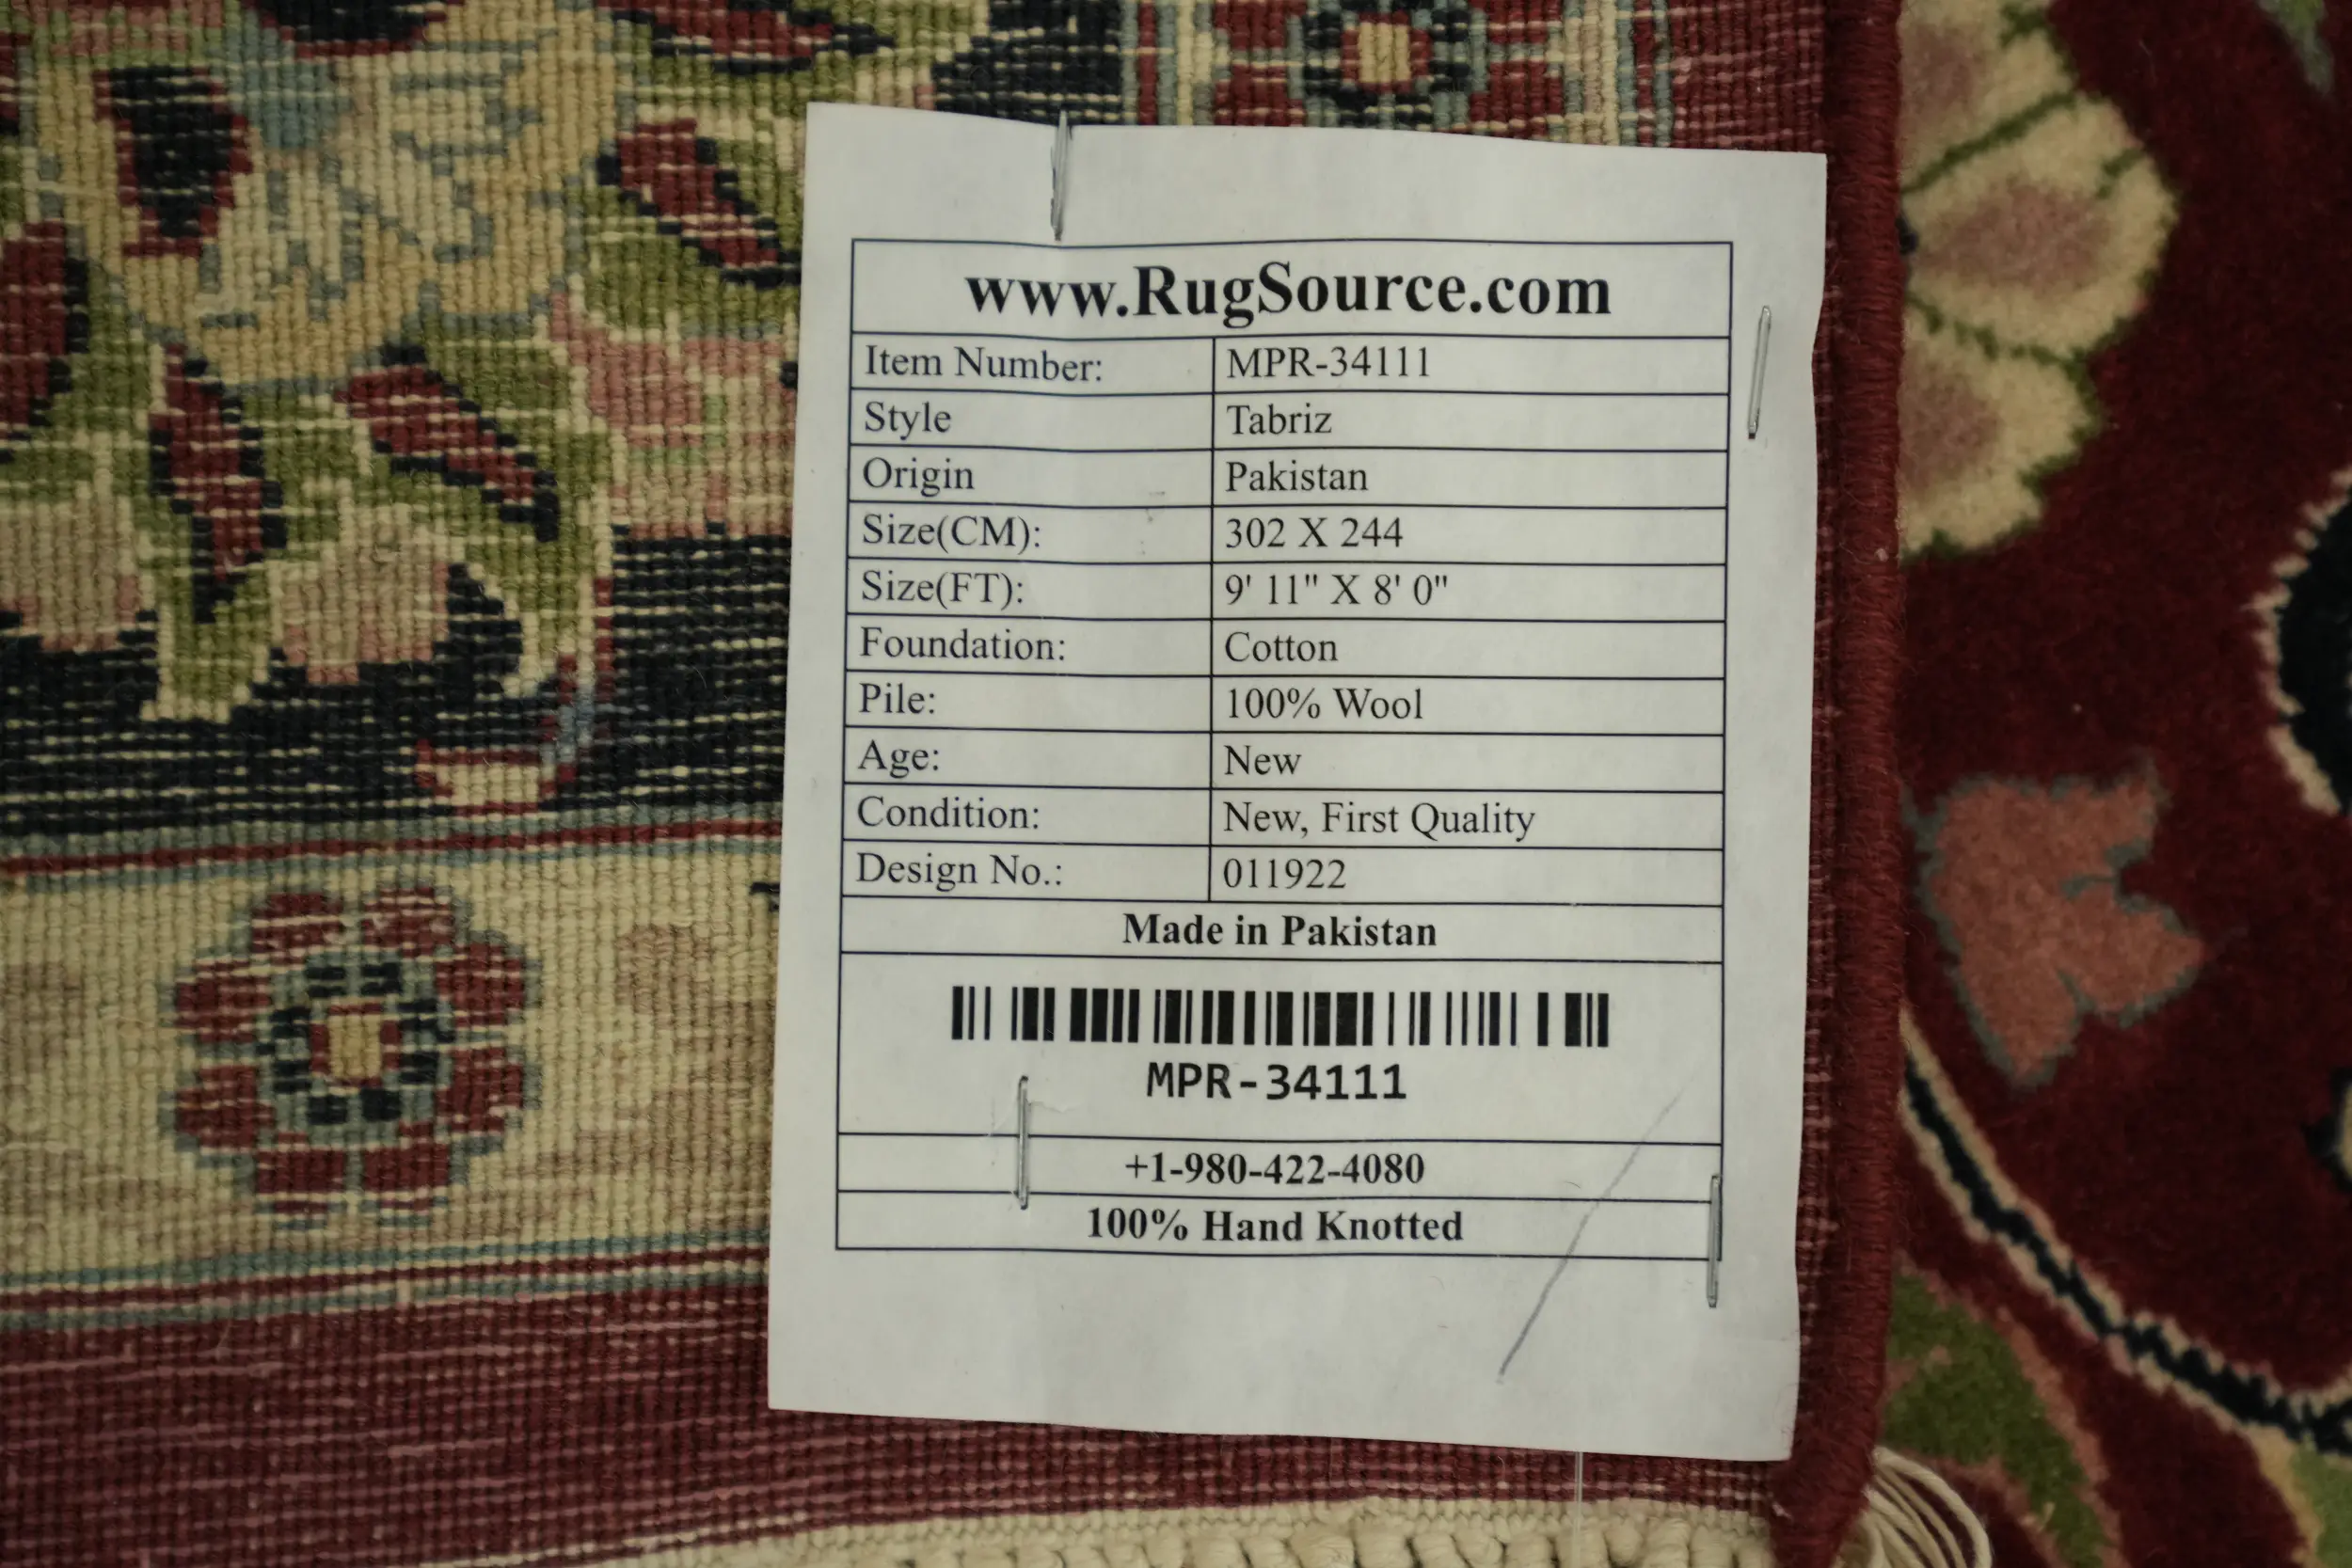 www.RugSource.com
Item Number: MPR-34111
Style Tabriz
Origin Pakistan
Size(CM): 302 X 244
Size(FT): 9' 11" X 8' 0"
Foundation: Cotton
Pile: 100% Wool
Age: New
Condition: New, First Quality
Design No.: 011922
Made in Pakistan
MPR-34111
+1-980-422-4080
100% Hand Knotted